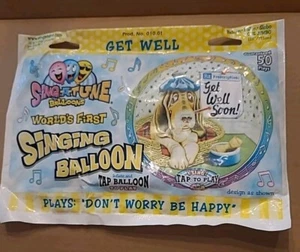 GET WELL
50
SING-A-TUNE
BALLOONS
WORLD'S FIRST
SINGING BALLOON
TAP BALLOON
Get
Well
Soon!
TAP TO PLAY
design as shown
PLAYS: "DON'T WORRY BE HAPPY"